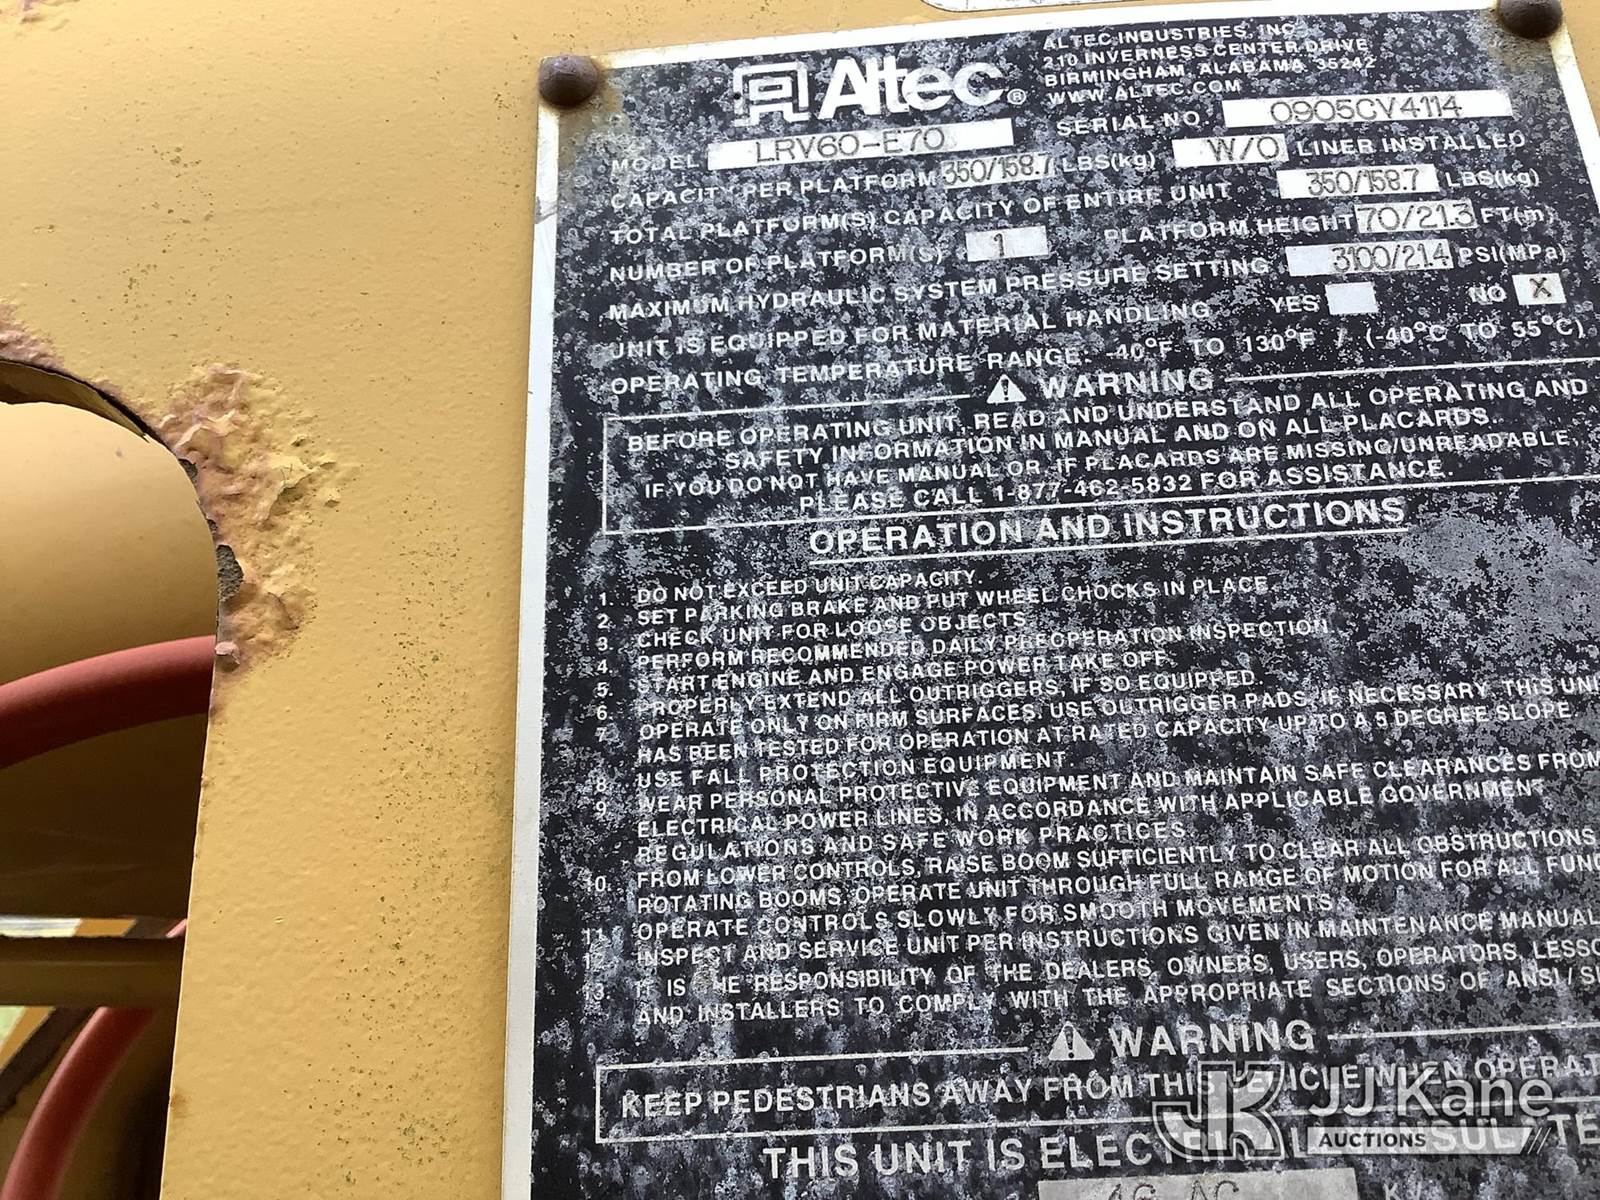 Altec®
ALTEC INDUSTRIES, INC
210 INVERNESS CENTER DRIVE
BIRMINGHAM, ALABAMA 35242
WWW.ALTEC.COM
MODEL LRV60-E70 SERIAL NO. 0905CV4114
CAPACITY PER PLATFORM 350/158.7 LBS(kg) W/O LINER INSTALLED
TOTAL PLATFORM(S) CAPACITY OF ENTIRE UNIT 350/158.7 LBS(kg)
NUMBER OF PLATFORM(S) 1 PLATFORM HEIGHT 70/21.3 FT(m)
MAXIMUM HYDRAULIC SYSTEM PRESSURE SETTING 3100/21.4 PSI(MPa)
UNIT IS EQUIPPED FOR MATERIAL HANDLING YES NO X
OPERATING TEMPERATURE RANGE: -40°F TO 130°F / (-40°C TO 55°C)
WARNING
BEFORE OPERATING UNIT, READ AND UNDERSTAND ALL OPERATING AND
SAFETY INFORMATION IN MANUAL AND ON ALL PLACARDS.
IF YOU DO NOT HAVE MANUAL OR IF PLACARDS ARE MISSING/UNREADABLE,
PLEASE CALL 1-877-462-5832 FOR ASSISTANCE.
OPERATION AND INSTRUCTIONS
1. DO NOT EXCEED UNIT CAPACITY.
2. SET PARKING BRAKE AND PUT WHEEL CHOCKS IN PLACE.
3. CHECK UNIT FOR LOOSE OBJECTS
4. PERFORM RECOMMENDED DAILY PREOPERATION INSPECTION.
5. START ENGINE AND ENGAGE POWER TAKE OFF.
6. PROPERLY EXTEND ALL OUTRIGGERS, IF SO EQUIPPED.
7. OPERATE ONLY ON FIRM SURFACES. USE OUTRIGGER PADS, IF NECESSARY. THIS UNI
HAS BEEN TESTED FOR OPERATION AT RATED CAPACITY UP TO A 5 DEGREE SLOPE
8. USE FALL PROTECTION EQUIPMENT.
9. WEAR PERSONAL PROTECTIVE EQUIPMENT AND MAINTAIN SAFE CLEARANCES FROM
ELECTRICAL POWER LINES, IN ACCORDANCE WITH APPLICABLE GOVERNMENT
REGULATIONS AND SAFE WORK PRACTICES.
10. FROM LOWER CONTROLS, RAISE BOOM SUFFICIENTLY TO CLEAR ALL OBSTRUCTIONS
ROTATING BOOMS. OPERATE UNIT THROUGH FULL RANGE OF MOTION FOR ALL FUNC
11. OPERATE CONTROLS SLOWLY FOR SMOOTH MOVEMENTS.
12. INSPECT AND SERVICE UNIT PER INSTRUCTIONS GIVEN IN MAINTENANCE MANUAL
13. IT IS THE RESPONSIBILITY OF THE DEALERS, OWNERS, USERS, OPERATORS, LESSO
AND INSTALLERS TO COMPLY WITH THE APPROPRIATE SECTIONS OF ANSI/SI
WARNING
KEEP PEDESTRIANS AWAY FROM THIS VEHICLE WHEN OPERAT
THIS UNIT IS ELECTRICALLY INSULATE
46 AC
JJ Kane
AUCTIONS